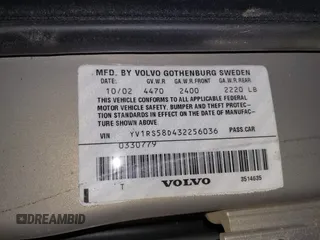 MFD. BY VOLVO GOTHENBURG SWEDEN
DATE: GV.W.R GAWR FRONT GAWR REAR
10/02 4470 2400 2220 LB
THIS VEHICLE CONFORMS TO ALL APPLICABLE FEDERAL
MOTOR VEHICLE SAFETY. BUMPER AND THEFT PROTEC-
TION STANDARDS IN EFFECT ON THE DATE OF MANUFAC-
TURE SHOWN ABOVE
VIN YV1RS58D432256036 PASS CAR
0330779
T VOLVO 3514635
DREAMBID